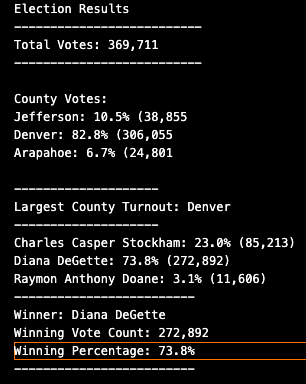 Election Results
--------------------------
Total Votes: 369,711
--------------------------
County Votes:
Jefferson: 10.5% (38,855
Denver: 82.8% (306,055
Arapahoe: 6.7% (24,801
--------------------
Largest County Turnout: Denver
--------------------
Charles Casper Stockham: 23.0% (85,213)
Diana DeGette: 73.8% (272,892)
Raymon Anthony Doane: 3.1% (11,606)
-------------------------
Winner: Diana DeGette
Winning Vote Count: 272,892
Winning Percentage: 73.8%
-------------------------